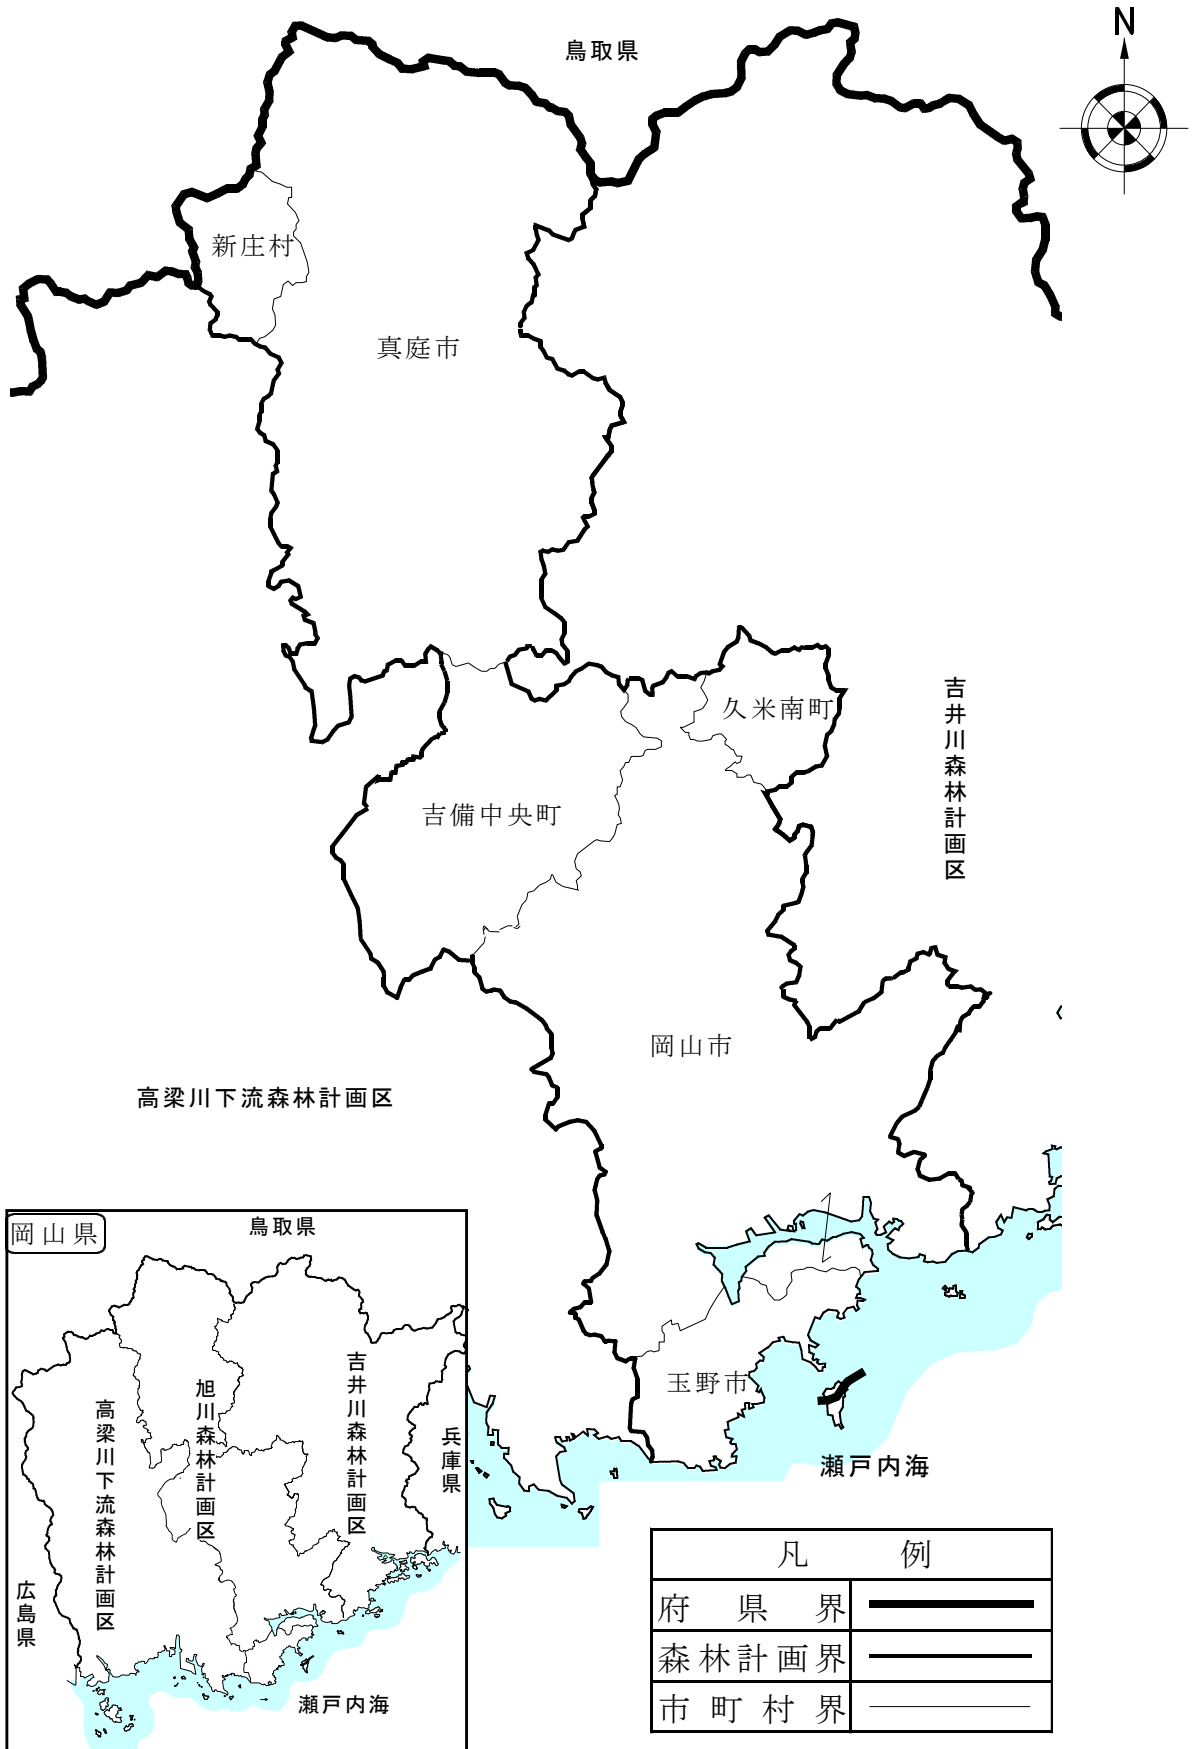 N
鳥取県
新庄村
真庭市
久米南町
吉井川森林計画区
吉備中央町
岡山市
高梁川下流森林計画区
玉野市
瀬戸内海
岡山県
鳥取県
吉井川森林計画区
旭川森林計画区
高梁川下流森林計画区
兵庫県
広島県
瀬戸内海
凡 例
府県界
森林計画界
市町村界